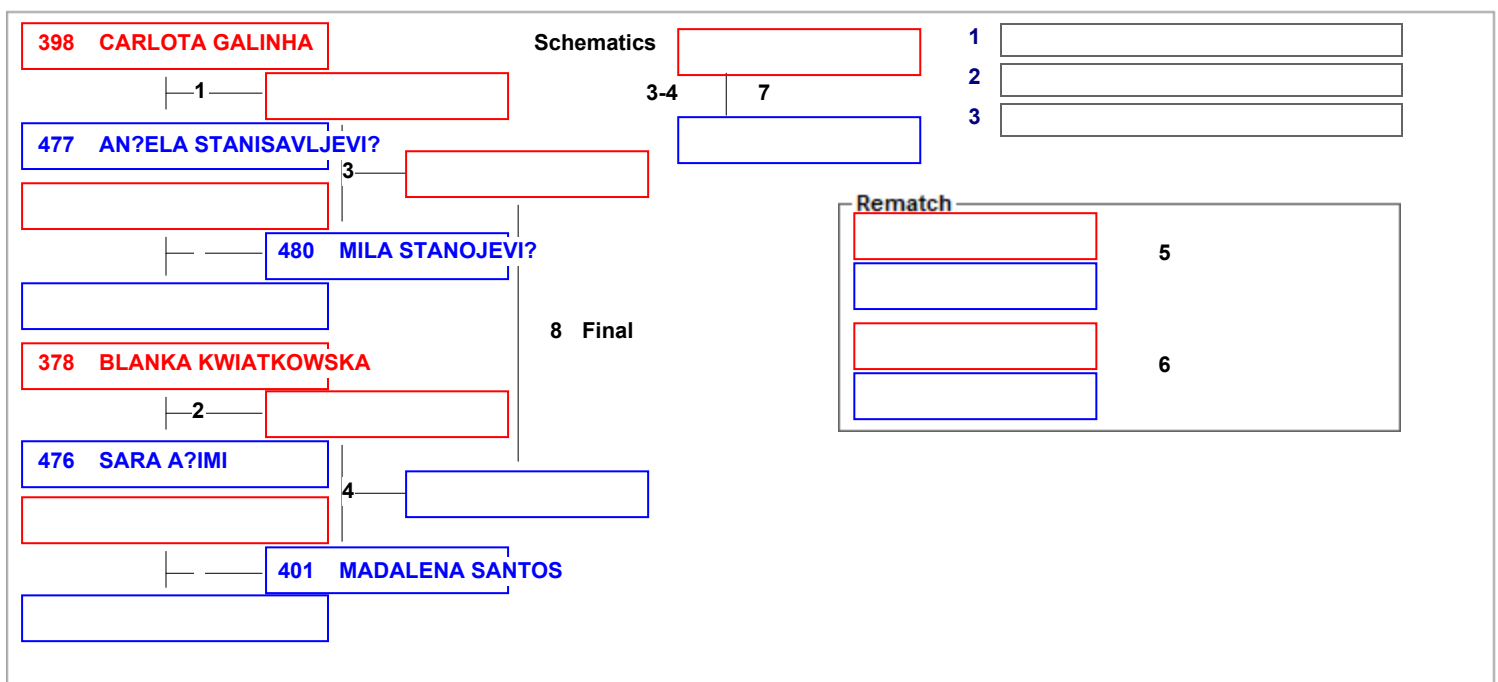 398 CARLOTA GALINHA
1
477 AN?ELA STANISAVLJEVI?
3
480 MILA STANOJEVI?
8 Final
378 BLANKA KWIATKOWSKA
2
476 SARA A?IMI
4
401 MADALENA SANTOS
Schematics
3-4 7
1
2
3
Rematch
5
6